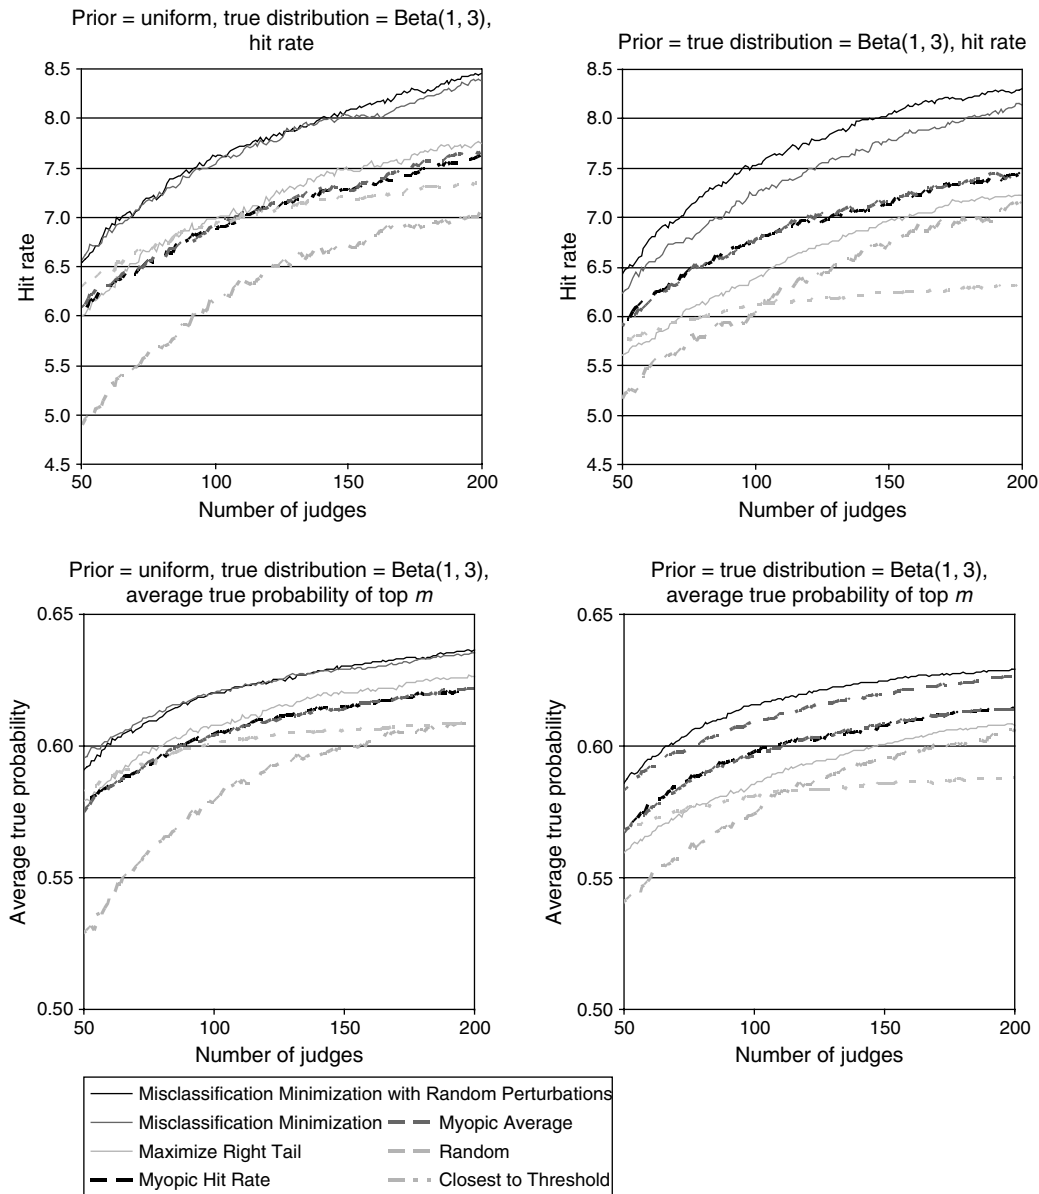 Prior = uniform, true distribution = Beta(1, 3),
hit rate
8.5
8.0
7.5
7.0
6.5
6.0
5.5
5.0
4.5
Hit rate
50
100
150
200
Number of judges
Prior = true distribution = Beta(1, 3), hit rate
8.5
8.0
7.5
7.0
6.5
6.0
5.5
5.0
4.5
Hit rate
50
100
150
200
Number of judges
Prior = uniform, true distribution = Beta(1, 3),
average true probability of top m
0.65
0.60
0.55
0.50
Average true probability
50
100
150
200
Number of judges
Prior = true distribution = Beta(1, 3),
average true probability of top m
0.65
0.60
0.55
0.50
Average true probability
50
100
150
200
Number of judges
Misclassification Minimization with Random Perturbations
Misclassification Minimization
Myopic Average
Maximize Right Tail
Random
Myopic Hit Rate
Closest to Threshold